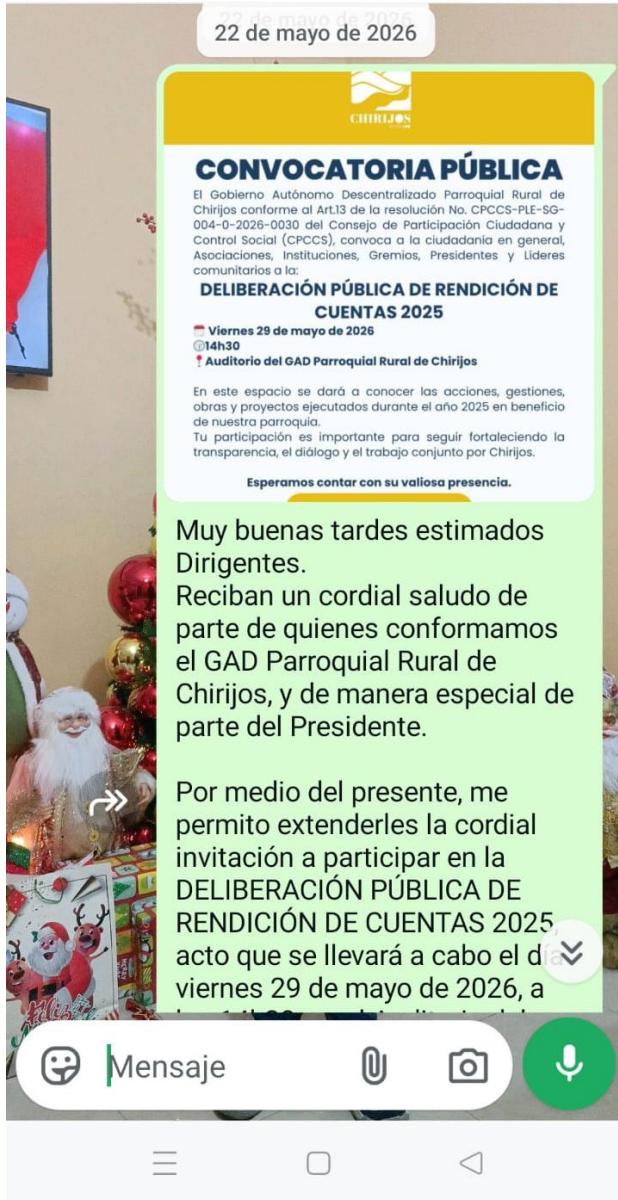 22 de mayo de 2026
CHIRIJOS
CONVOCATORIA PÚBLICA
El Gobierno Autónomo Descentralizado Parroquial Rural de
Chirijos conforme al Art.13 de la resolución No. CPCCS-PLE-SG-
004-0-2026-0030 del Consejo de Participación Ciudadana y
Control Social (CPCCS), convoca a la ciudadanía en general,
Asociaciones, Instituciones, Gremios, Presidentes y Líderes
comunitarios a la:
DELIBERACIÓN PÚBLICA DE RENDICIÓN DE
CUENTAS 2025
Viernes 29 de mayo de 2026
14h30
Auditorio del GAD Parroquial Rural de Chirijos
En este espacio se dará a conocer las acciones, gestiones,
obras y proyectos ejecutados durante el año 2025 en beneficio
de nuestra parroquia.
Tu participación es importante para seguir fortaleciendo la
transparencia, el diálogo y el trabajo conjunto por Chirijos.
Esperamos contar con su valiosa presencia.
Muy buenas tardes estimados
Dirigentes.
Reciban un cordial saludo de
parte de quienes conformamos
el GAD Parroquial Rural de
Chirijos, y de manera especial de
parte del Presidente.
Por medio del presente, me
permito extenderles la cordial
invitación a participar en la
DELIBERACIÓN PÚBLICA DE
RENDICIÓN DE CUENTAS 2025,
acto que se llevará a cabo el día
viernes 29 de mayo de 2026, a
Mensaje